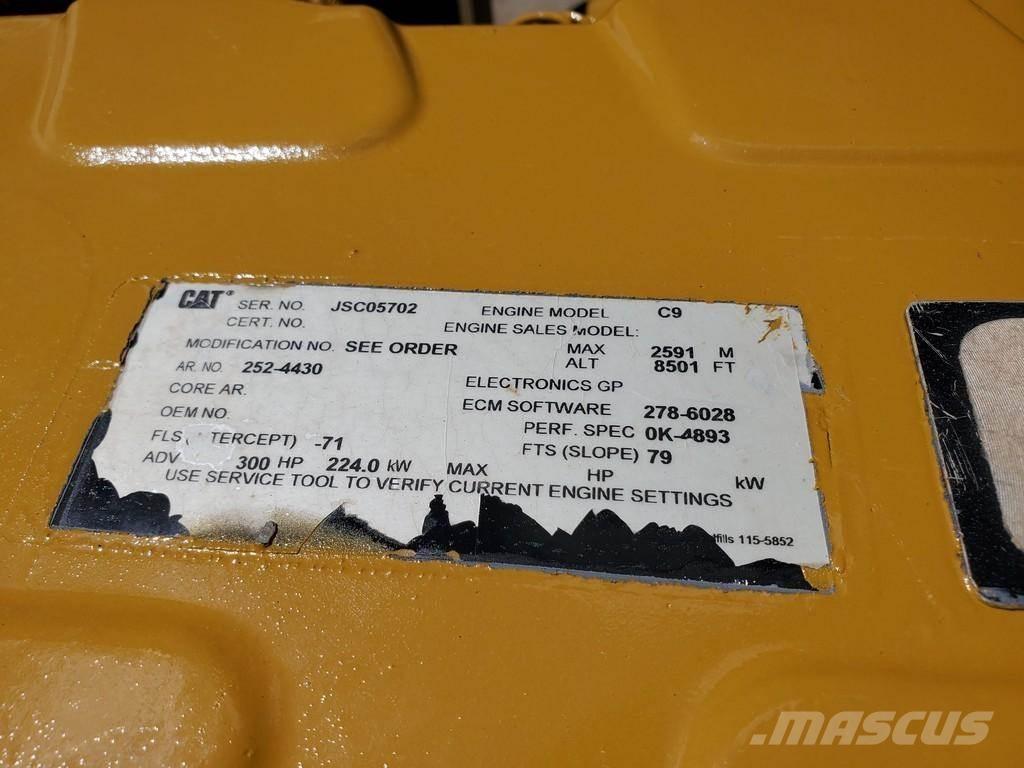 CAT® SER. NO. JSC05702 ENGINE MODEL C9
CERT. NO. ENGINE SALES MODEL:
MODIFICATION NO. SEE ORDER MAX 2591 M
AR. NO. 252-4430 ALT 8501 FT
CORE AR. ELECTRONICS GP
OEM NO. ECM SOFTWARE 278-6028
PERF. SPEC 0K-4893
FLS ( TERCEPT) -71 FTS (SLOPE) 79
ADV 300 HP 224.0 kW MAX HP kW
USE SERVICE TOOL TO VERIFY CURRENT ENGINE SETTINGS
115-5852
MASCUS